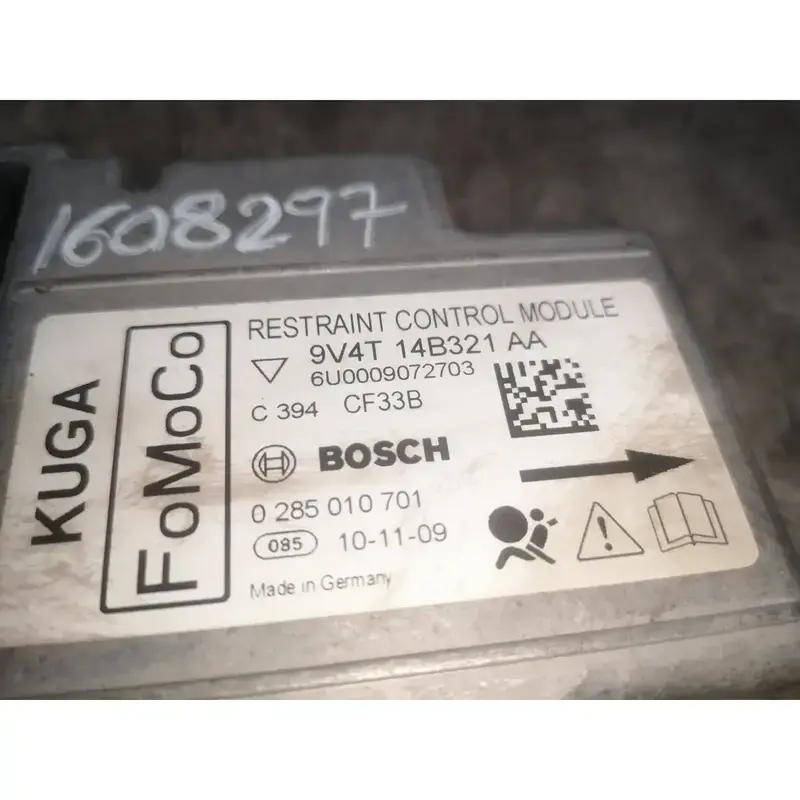 1608297
KUGA
FoMoCo
RESTRAINT CONTROL MODULE
9V4T 14B321 AA
6U0009072703
C 394 CF33B
BOSCH
0 285 010 701
085 10-11-09
Made in Germany